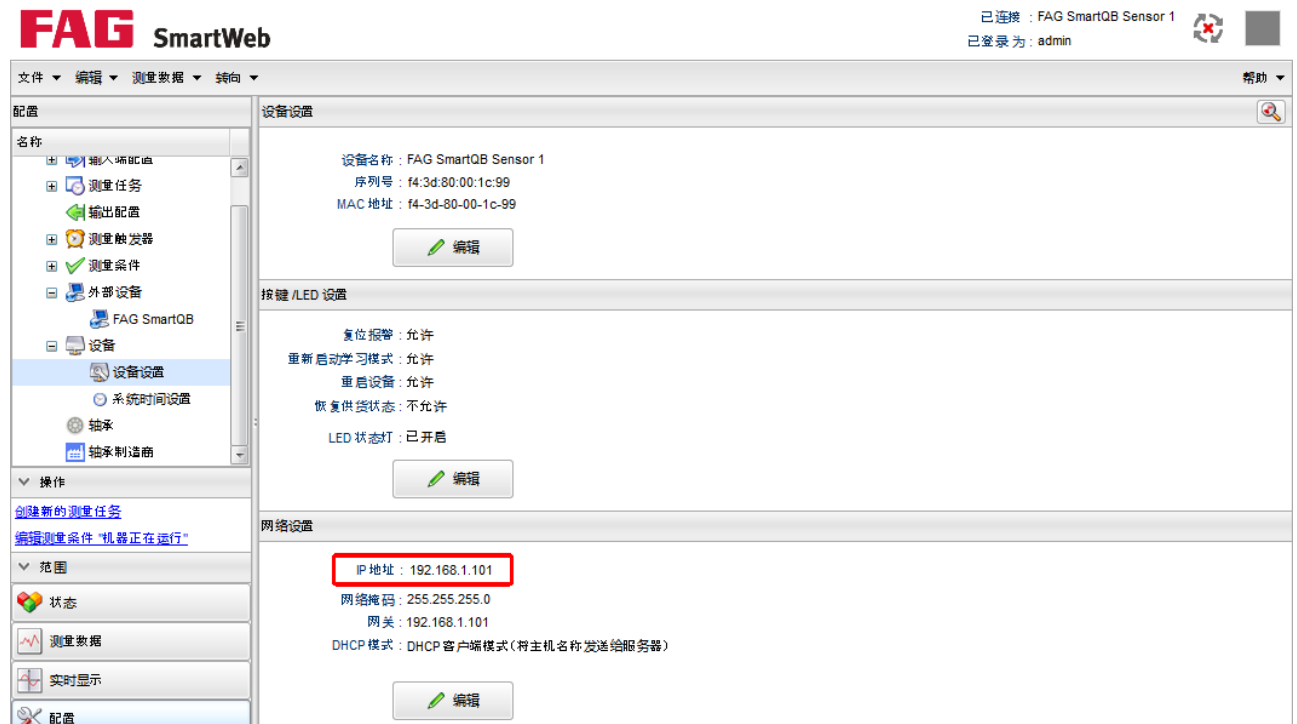 FAG SmartWeb
已连接 : FAG SmartQB Sensor 1
已登录为 : admin
文件 编辑 测量数据 转向 帮助
配置
名称
输入端配置
测量任务
输出配置
测量触发器
测量条件
外部设备
FAG SmartQB
设备
设备设置
系统时间设置
轴承
轴承制造商
操作
创建新的测量任务
编辑测量条件 "机器正在运行"
范围
状态
测量数据
实时显示
配置
设备设置
设备名称 : FAG SmartQB Sensor 1
序列号 : f4:3d:80:00:1c:99
MAC 地址 : f4-3d-80-00-1c-99
编辑
按键 /LED 设置
复位报警 : 允许
重新启动学习模式 : 允许
重启设备 : 允许
恢复供货状态 : 不允许
LED 状态灯 : 已开启
编辑
网络设置
IP 地址 : 192.168.1.101
网络掩码 : 255.255.255.0
网关 : 192.168.1.101
DHCP 模式 : DHCP 客户端模式(将主机名称发送给服务器)
编辑